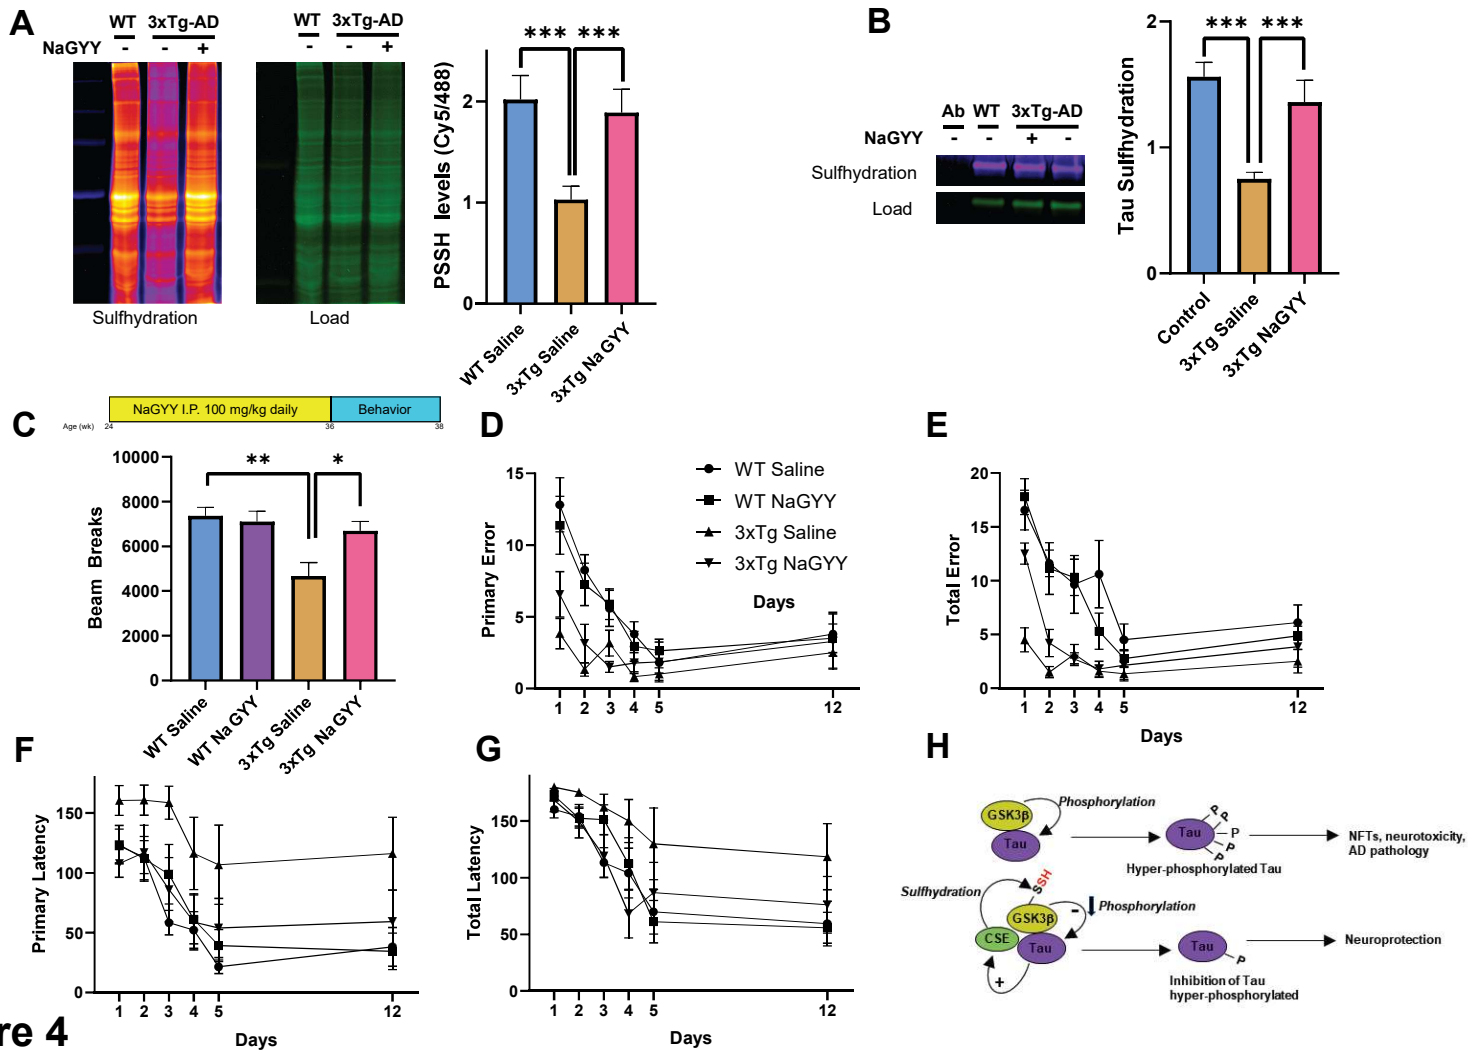 A
WT 3xTg-AD
NaGYY - - +
Sulfhydration
WT 3xTg-AD
- - +
Load
PSSH levels (Cy5/488)
2
1
0
*** ***
WT Saline
3xTg Saline
3xTg NaGYY
B
Ab WT 3xTg-AD
NaGYY - - + -
Sulfhydration
Load
Tau Sulfhydration
2
1
0
*** ***
Control
3xTg Saline
3xTg NaGYY
C
NaGYY I.P. 100 mg/kg daily Behavior
Age (wk) 24 36 38
Beam Breaks
10000
8000
6000
4000
2000
0
** *
WT Saline
WT NaGYY
3xTg Saline
3xTg NaGYY
D
Primary Error
15
10
5
0
WT Saline
WT NaGYY
3xTg Saline
3xTg NaGYY
Days
1 2 3 4 5 12
E
Total Error
20
15
10
5
0
1 2 3 4 5 12
Days
F
Primary Latency
150
100
50
0
1 2 3 4 5 12
Days
G
Total Latency
150
100
50
0
1 2 3 4 5 12
Days
H
GSK3β
Phosphorylation
Tau
Tau
P
P
P
P
P
Hyper-phosphorylated Tau
NFTs, neurotoxicity,
AD pathology
Sulfhydration
SSH
GSK3β
-
Phosphorylation
CSE
Tau
+
Tau
P
Inhibition of Tau
hyper-phosphorylated
Neuroprotection
re 4